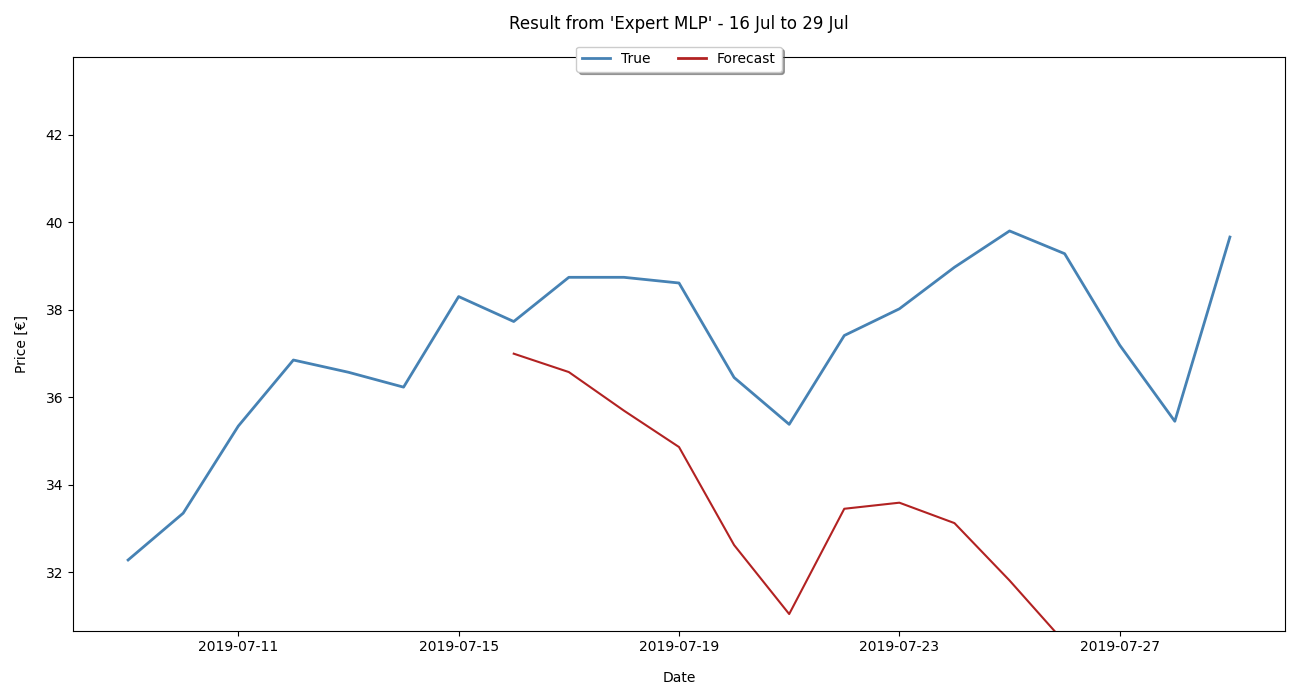 Result from 'Expert MLP' - 16 Jul to 29 Jul
True Forecast
42
40
38
36
34
32
Price [€]
2019-07-11 2019-07-15 2019-07-19 2019-07-23 2019-07-27
Date